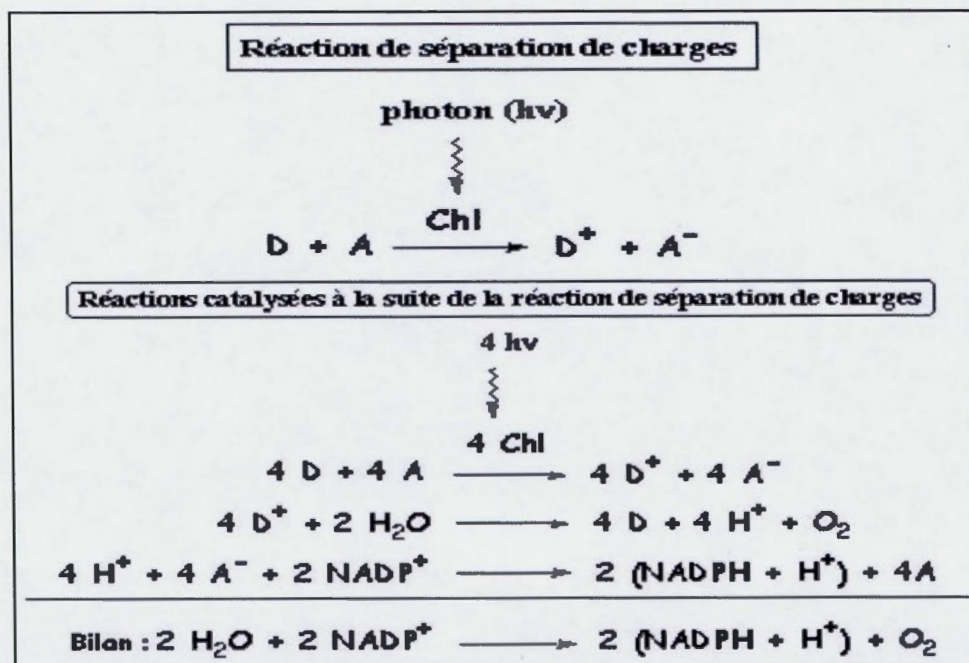 Réaction de séparation de charges
photon (hv)
Chl
D + A ⟶ D⁺ + A⁻
Réactions catalysées à la suite de la réaction de séparation de charges
4 hv
4 Chl
4 D + 4 A ⟶ 4 D⁺ + 4 A⁻
4 D⁺ + 2 H₂O ⟶ 4 D + 4 H⁺ + O₂
4 H⁺ + 4 A⁻ + 2 NADP⁺ ⟶ 2 (NADPH + H⁺) + 4A
Bilan : 2 H₂O + 2 NADP⁺ ⟶ 2 (NADPH + H⁺) + O₂